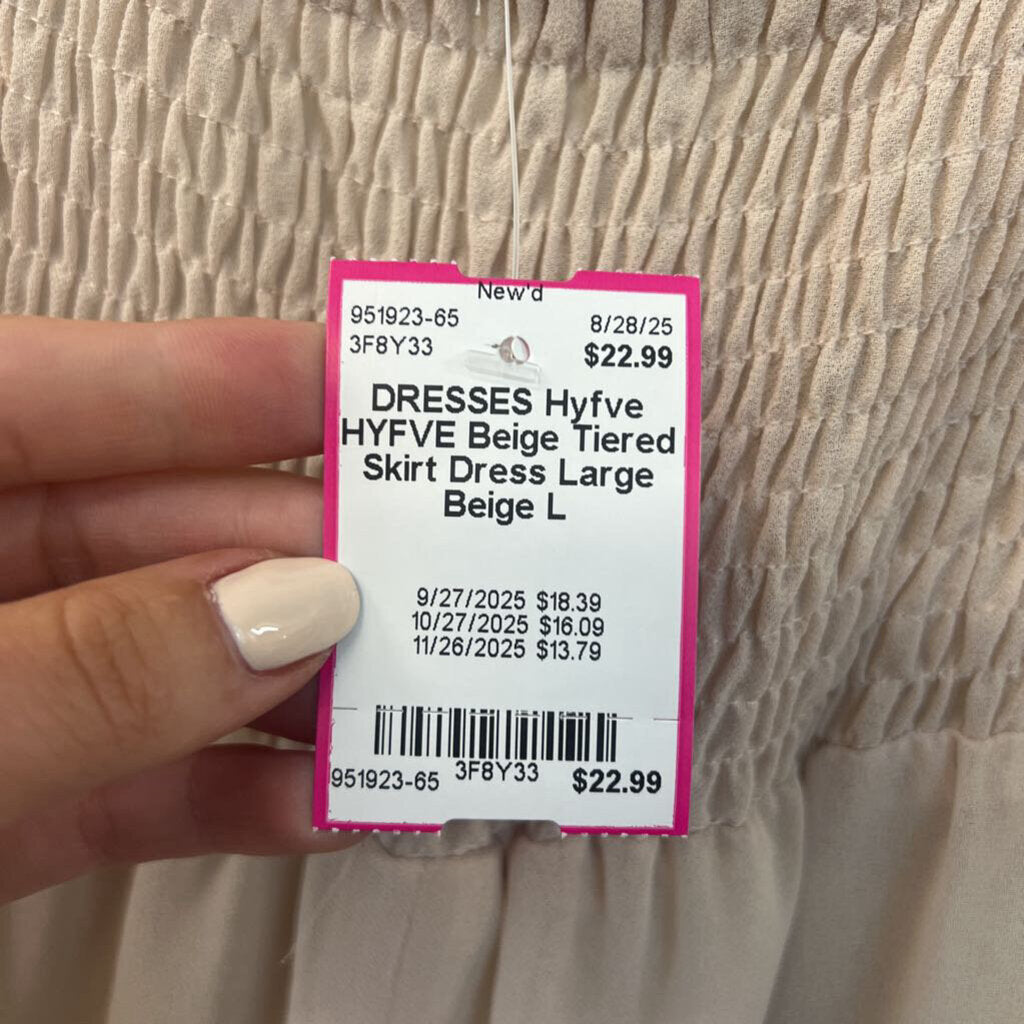 New'd
951923-65 8/28/25
3F8Y33 $22.99
DRESSES Hyfve
HYFVE Beige Tiered
Skirt Dress Large
Beige L
9/27/2025 $18.39
10/27/2025 $16.09
11/26/2025 $13.79
951923-65 3F8Y33 $22.99